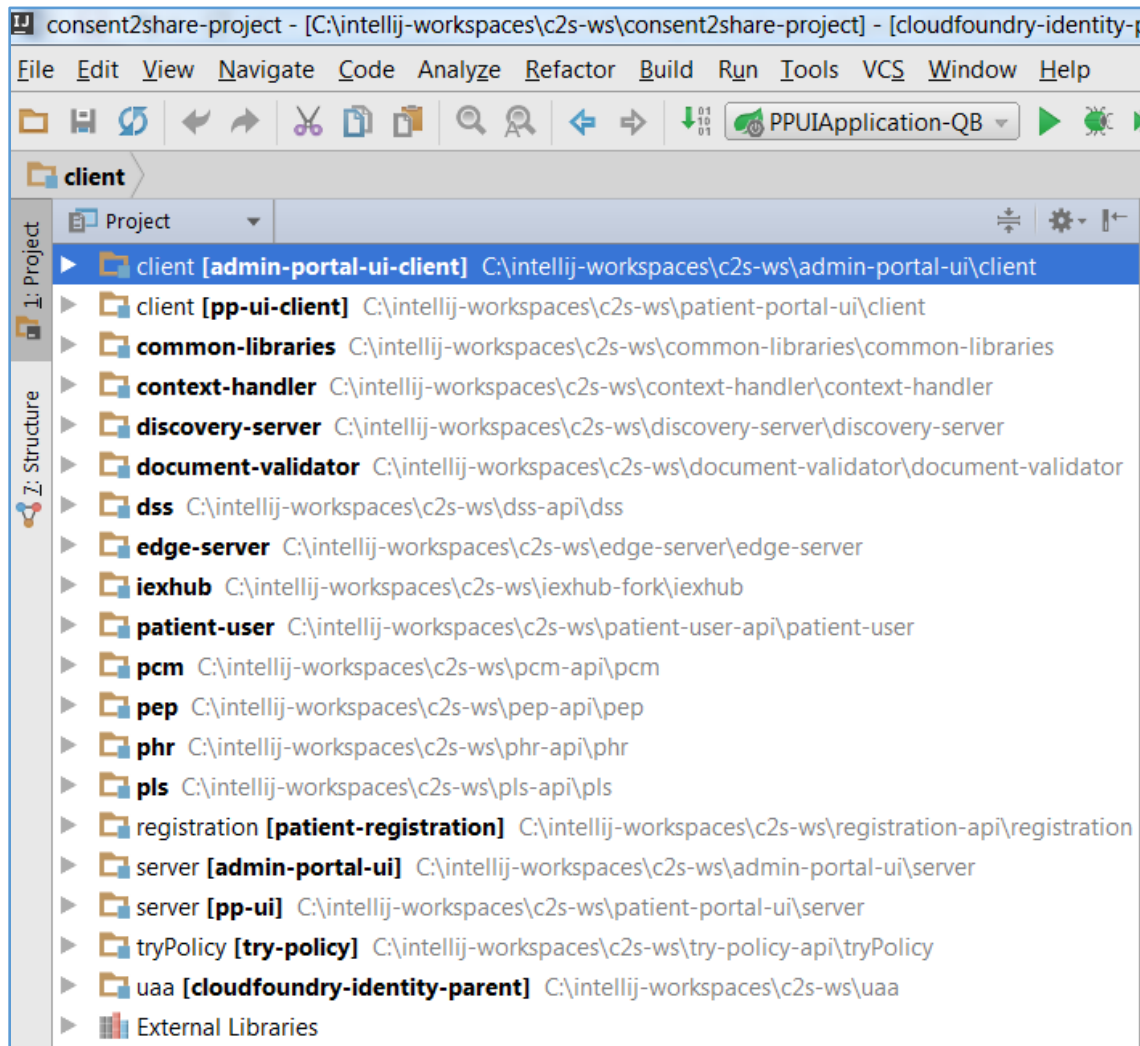 consent2share-project - [C:\intellij-workspaces\c2s-ws\consent2share-project] - [cloudfoundry-identity-
File Edit View Navigate Code Analyze Refactor Build Run Tools VCS Window Help
PPUIApplication-QB
client
Project
1: Project
7: Structure
client [admin-portal-ui-client] C:\intellij-workspaces\c2s-ws\admin-portal-ui\client
client [pp-ui-client] C:\intellij-workspaces\c2s-ws\patient-portal-ui\client
common-libraries C:\intellij-workspaces\c2s-ws\common-libraries\common-libraries
context-handler C:\intellij-workspaces\c2s-ws\context-handler\context-handler
discovery-server C:\intellij-workspaces\c2s-ws\discovery-server\discovery-server
document-validator C:\intellij-workspaces\c2s-ws\document-validator\document-validator
dss C:\intellij-workspaces\c2s-ws\dss-api\dss
edge-server C:\intellij-workspaces\c2s-ws\edge-server\edge-server
iexhub C:\intellij-workspaces\c2s-ws\iexhub-fork\iexhub
patient-user C:\intellij-workspaces\c2s-ws\patient-user-api\patient-user
pcm C:\intellij-workspaces\c2s-ws\pcm-api\pcm
pep C:\intellij-workspaces\c2s-ws\pep-api\pep
phr C:\intellij-workspaces\c2s-ws\phr-api\phr
pls C:\intellij-workspaces\c2s-ws\pls-api\pls
registration [patient-registration] C:\intellij-workspaces\c2s-ws\registration-api\registration
server [admin-portal-ui] C:\intellij-workspaces\c2s-ws\admin-portal-ui\server
server [pp-ui] C:\intellij-workspaces\c2s-ws\patient-portal-ui\server
tryPolicy [try-policy] C:\intellij-workspaces\c2s-ws\try-policy-api\tryPolicy
uaa [cloudfoundry-identity-parent] C:\intellij-workspaces\c2s-ws\uaa
External Libraries